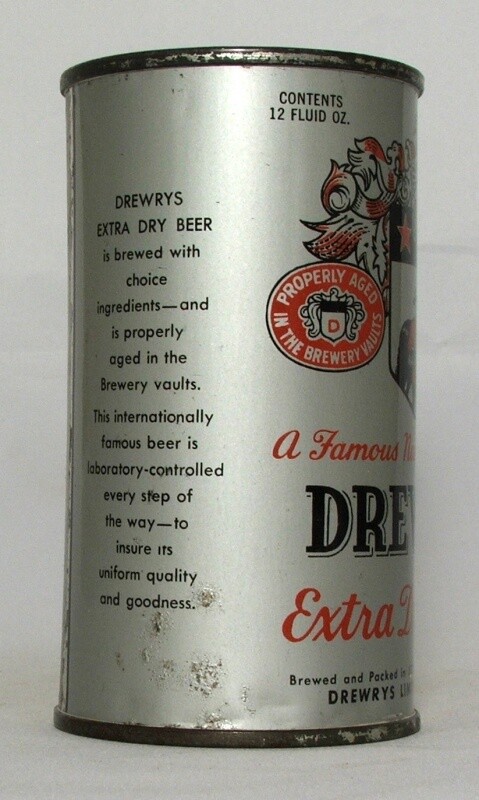 CONTENTS
12 FLUID OZ.
DREWRYS
EXTRA DRY BEER
is brewed with
choice
ingredients—and
is properly
aged in the
Brewery vaults.
This internationally
famous beer is
laboratory-controlled
every step of
the way—to
insure its
uniform quality
and goodness.
PROPERLY AGED
IN THE BREWERY VAULTS
D
A Famous
DRE
Extra D
Brewed and Packed in
DREWRYS